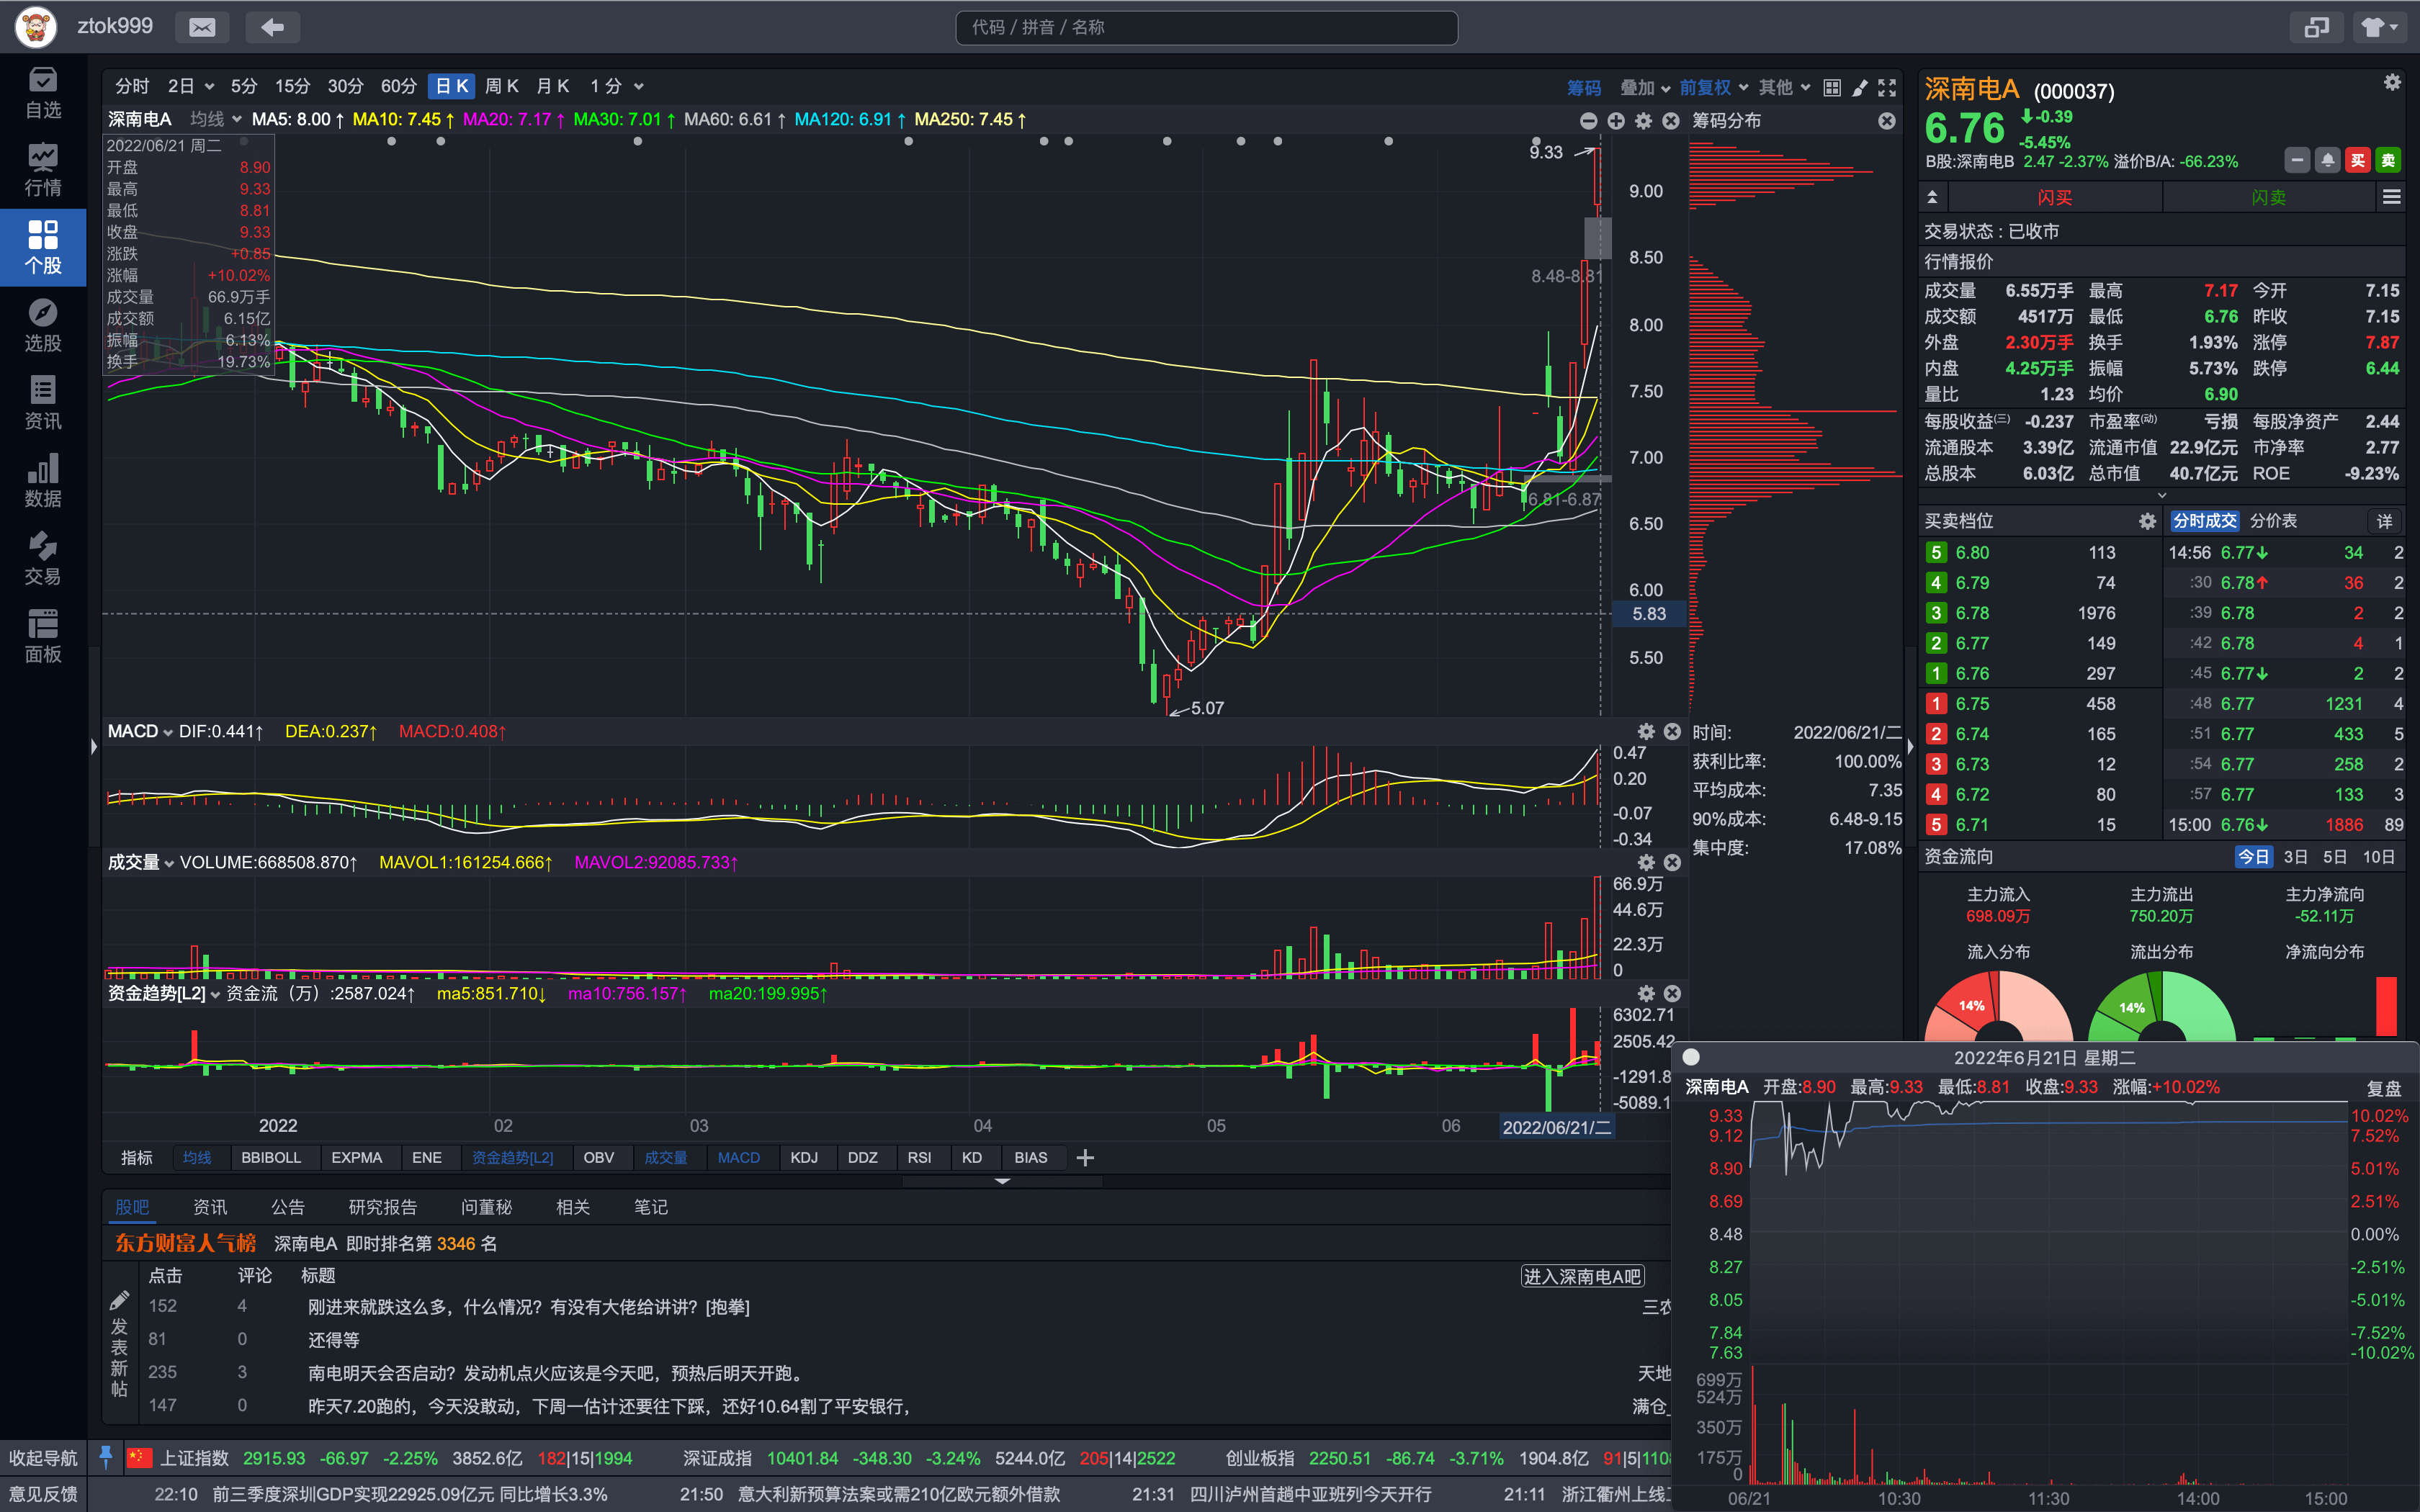 ztok999
代码 / 拼音 / 名称
自选
行情
个股
选股
资讯
数据
交易
面板
收起导航
意见反馈
分时 2日 5分 15分 30分 60分 日K 周K 月K 1分
筹码 叠加 前复权 其他
深南电A 均线 MA5: 8.00↑ MA10: 7.45↑ MA20: 7.17↑ MA30: 7.01↑ MA60: 6.61↑ MA120: 6.91↑ MA250: 7.45↑
筹码分布
2022/06/21 周二
开盘 8.90
最高 9.33
最低 8.81
收盘 9.33
涨跌 +0.85
涨幅 +10.02%
成交量 66.9万手
成交额 6.15亿
振幅 6.13%
换手 19.73%
9.33
8.48-8.81
6.81-6.87
5.07
9.00
8.50
8.00
7.50
7.00
6.50
6.00
5.83
5.50
MACD DIF:0.441↑ DEA:0.237↑ MACD:0.408↑
0.47
0.20
-0.07
-0.34
成交量 VOLUME:668508.870↑ MAVOL1:161254.666↑ MAVOL2:92085.733↑
66.9万
44.6万
22.3万
0
资金趋势[L2] 资金流（万）:2587.024↑ ma5:851.710↓ ma10:756.157↑ ma20:199.995↑
6302.71
2505.42
-1291.8
-5089.1
2022 02 03 04 05 06 2022/06/21/二
指标 均线 BBIBOLL EXPMA ENE 资金趋势[L2] OBV 成交量 MACD KDJ DDZ RSI KD BIAS
时间: 2022/06/21/二
获利比率: 100.00%
平均成本: 7.35
90%成本: 6.48-9.15
集中度: 17.08%
股吧 资讯 公告 研究报告 问董秘 相关 笔记
东方财富人气榜 深南电A 即时排名第 3346 名
点击 评论 标题
进入深南电A吧
发表新帖
152 4 刚进来就跌这么多，什么情况？有没有大佬给讲讲？[抱拳] 三农
81 0 还得等
235 3 南电明天会否启动？发动机点火应该是今天吧，预热后明天开跑。 天地
147 0 昨天7.20跑的，今天没敢动，下周一估计还要往下踩，还好10.64割了平安银行， 满仓_
深南电A (000037)
6.76 -0.39
-5.45%
B股:深南电B 2.47 -2.37% 溢价B/A: -66.23%
买 卖
闪买 闪卖
交易状态：已收市
行情报价
成交量 6.55万手 最高 7.17 今开 7.15
成交额 4517万 最低 6.76 昨收 7.15
外盘 2.30万手 换手 1.93% 涨停 7.87
内盘 4.25万手 振幅 5.73% 跌停 6.44
量比 1.23 均价 6.90
每股收益(三) -0.237 市盈率(动) 亏损 每股净资产 2.44
流通股本 3.39亿 流通市值 22.9亿元 市净率 2.77
总股本 6.03亿 总市值 40.7亿元 ROE -9.23%
买卖档位 分时成交 分价表 详
5 6.80 113 14:56 6.77↓ 34 2
4 6.79 74 :30 6.78↑ 36 2
3 6.78 1976 :39 6.78 2 2
2 6.77 149 :42 6.78 4 1
1 6.76 297 :45 6.77↓ 2 2
1 6.75 458 :48 6.77 1231 4
2 6.74 165 :51 6.77 433 5
3 6.73 12 :54 6.77 258 2
4 6.72 80 :57 6.77 133 3
5 6.71 15 15:00 6.76↓ 1886 89
资金流向 今日 3日 5日 10日
主力流入 主力流出 主力净流向
698.09万 750.20万 -52.11万
流入分布 流出分布 净流向分布
14% 14%
2022年6月21日 星期二
深南电A 开盘:8.90 最高:9.33 最低:8.81 收盘:9.33 涨幅:+10.02% 复盘
9.33 10.02%
9.12 7.52%
8.90 5.01%
8.69 2.51%
8.48 0.00%
8.27 -2.51%
8.05 -5.01%
7.84 -7.52%
7.63 -10.02%
699万
524万
350万
175万
0
06/21 10:30 11:30 14:00 15:00
上证指数 2915.93 -66.97 -2.25% 3852.6亿 182|15|1994 深证成指 10401.84 -348.30 -3.24% 5244.0亿 205|14|2522 创业板指 2250.51 -86.74 -3.71% 1904.8亿 91|5|1108
22:10 前三季度深圳GDP实现22925.09亿元 同比增长3.3% 21:50 意大利新预算法案或需210亿欧元额外借款 21:31 四川泸州首趟中亚班列今天开行 21:11 浙江衢州上线